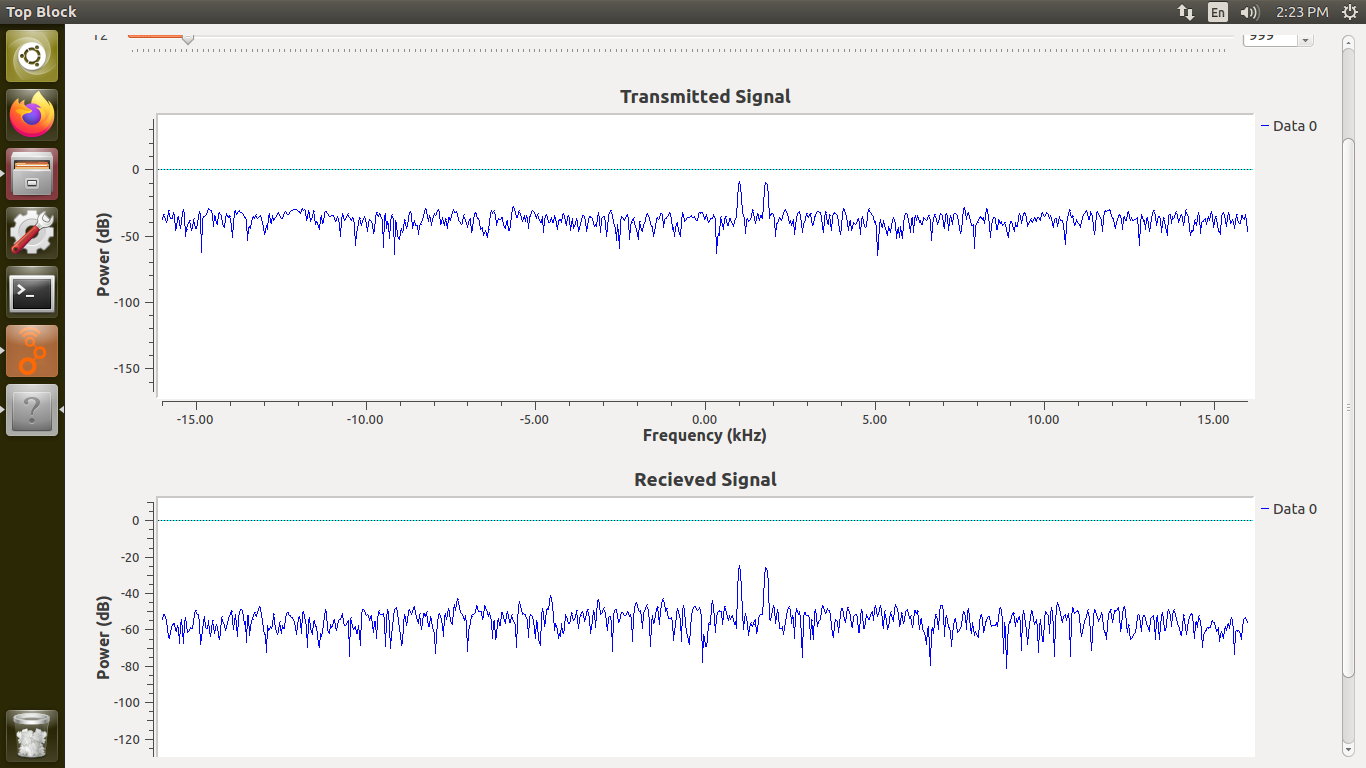 Top Block
En
2:23 PM
12
999
Transmitted Signal
Data 0
Power (dB)
0
-50
-100
-150
-15.00 -10.00 -5.00 0.00 5.00 10.00 15.00
Frequency (kHz)
Recieved Signal
Data 0
Power (dB)
0
-20
-40
-60
-80
-100
-120